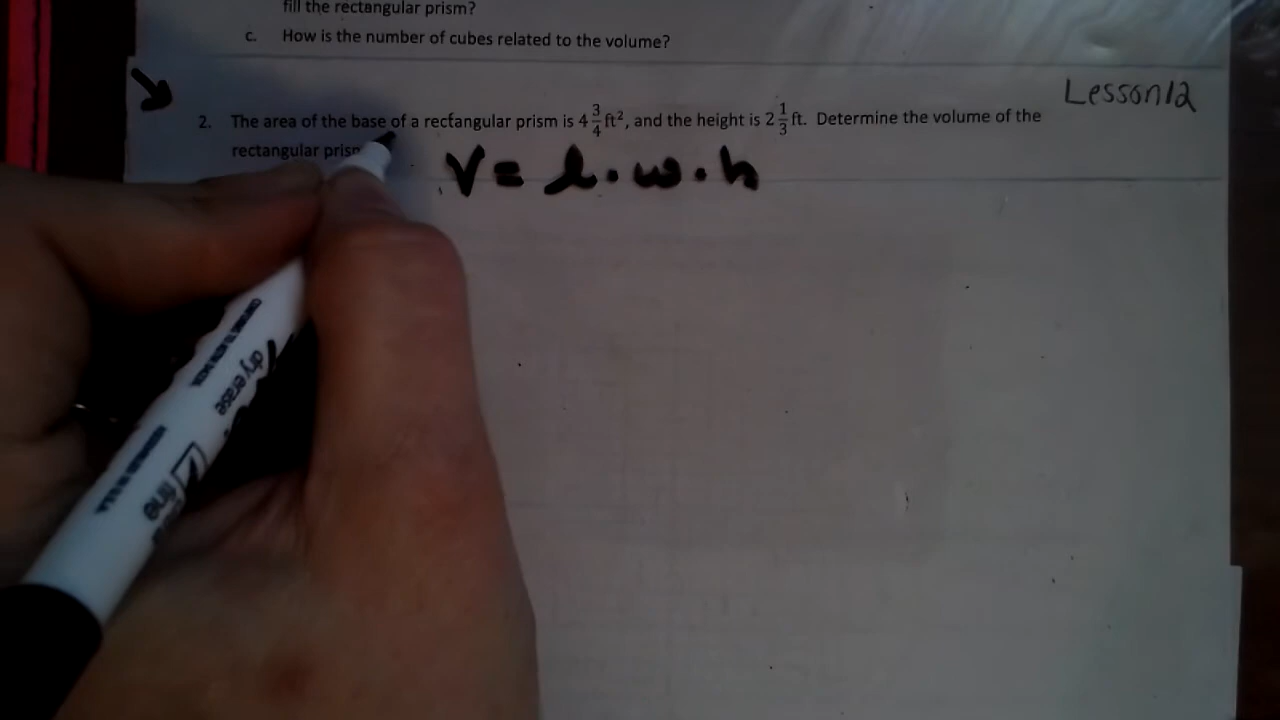 fill the rectangular prism?
c. How is the number of cubes related to the volume?
Lesson 12
2. The area of the base of a rectangular prism is 4 3/4 ft², and the height is 2 1/3 ft. Determine the volume of the
rectangular
V = l · w · h
dry erase
fine